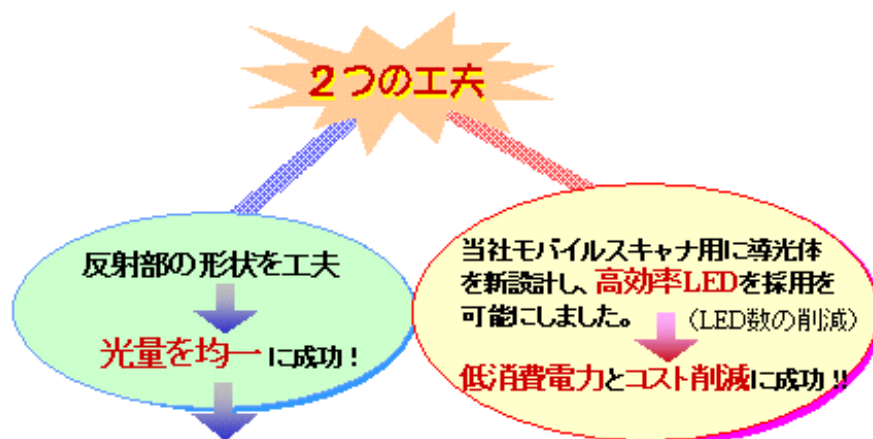 2つの工夫
反射部の形状を工夫
光量を均一に成功!
当社モバイルスキャナ用に導光体
を新設計し、高効率LEDを採用を
可能にしました。 (LED数の削減)
低消費電力とコスト削減に成功!!